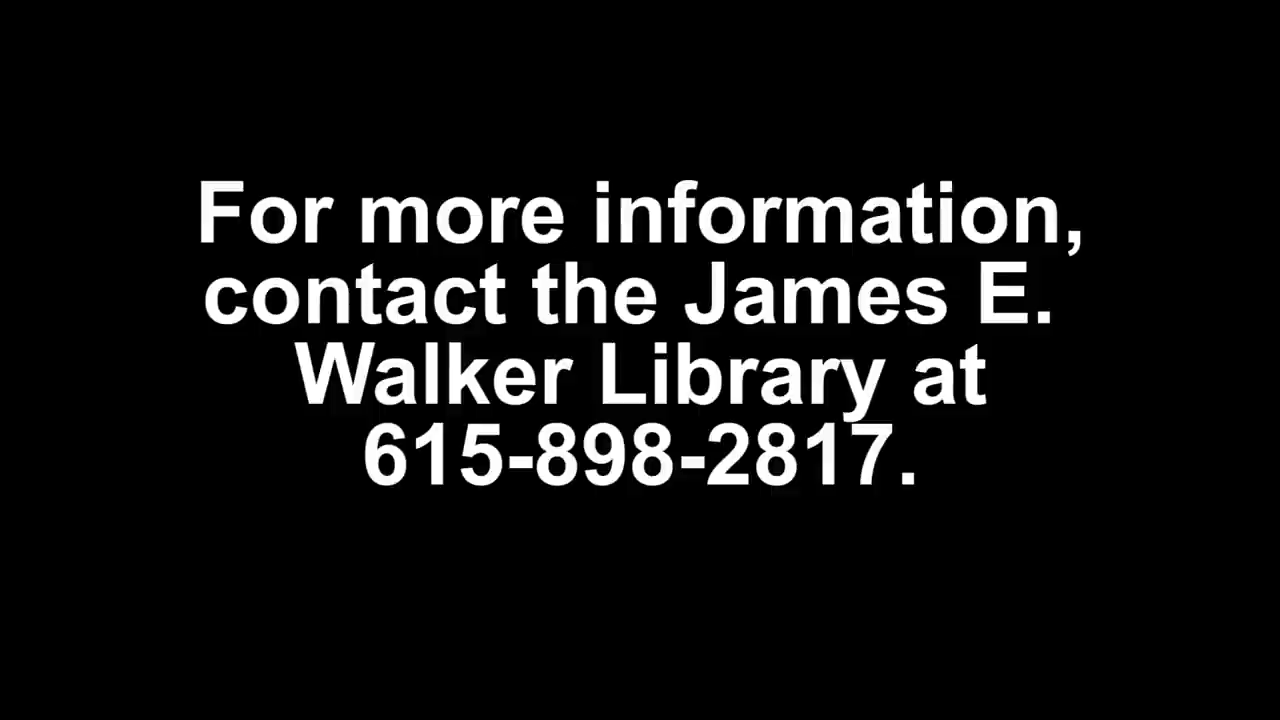 For more information,
contact the James E.
Walker Library at
615-898-2817.